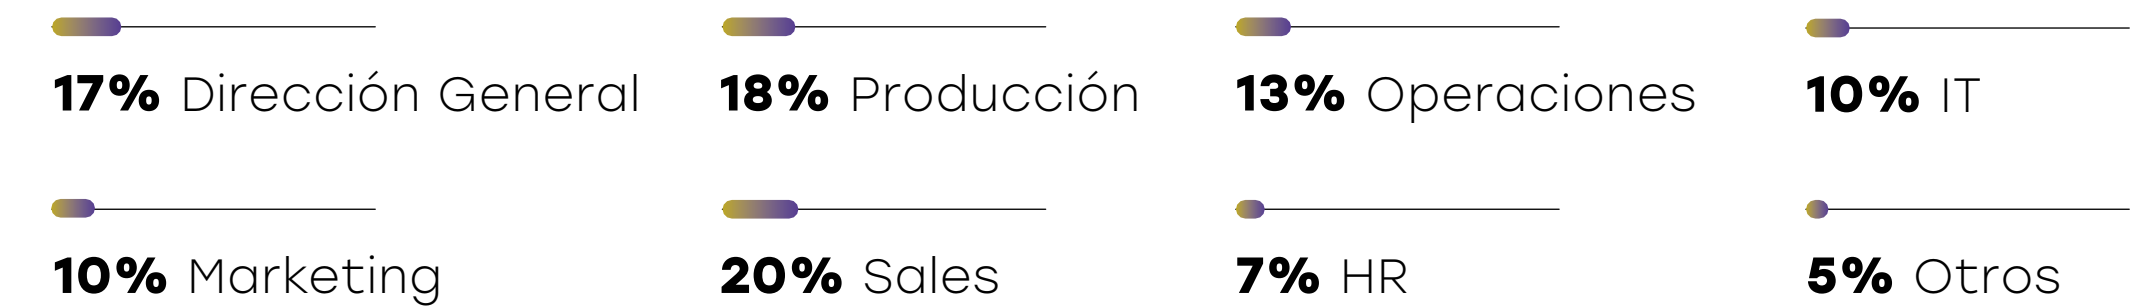 17% Dirección General
18% Producción
13% Operaciones
10% IT
10% Marketing
20% Sales
7% HR
5% Otros